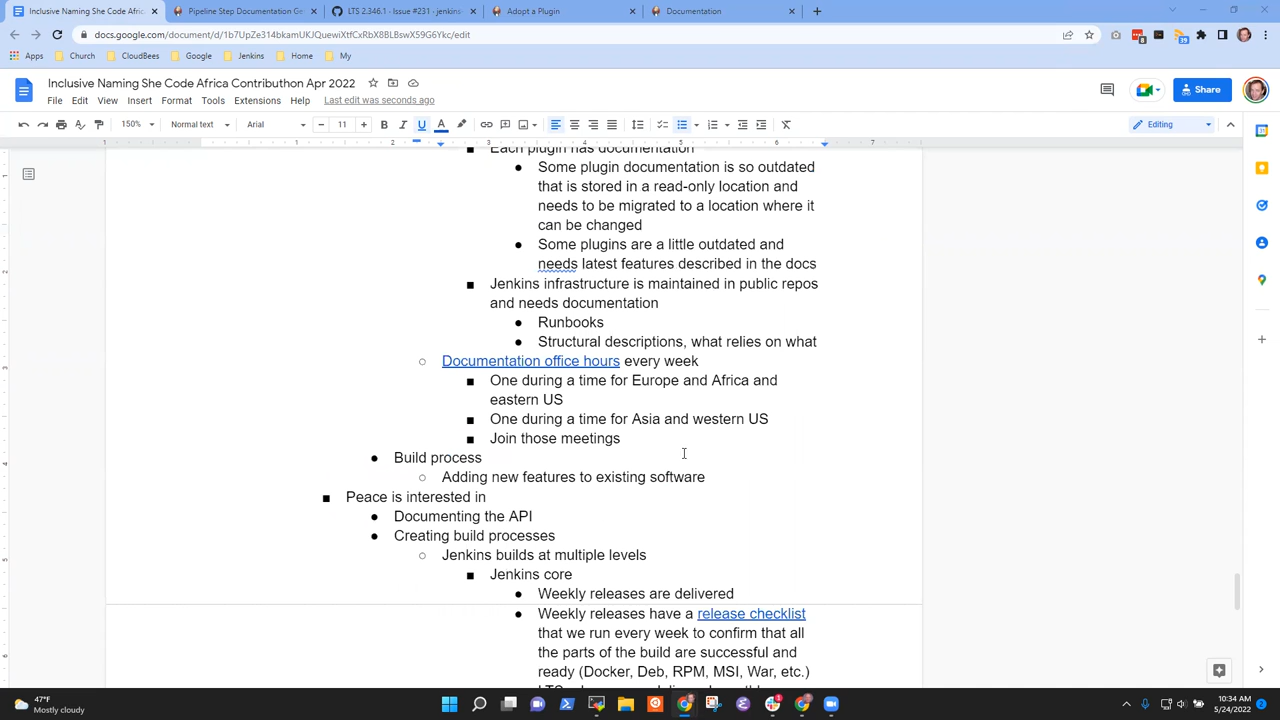 Inclusive Naming She Code Africa
Pipeline Step Documentation Ge
LTS 2.346.1 - Issue #231 - jenkins
Adopt a Plugin
Documentation
docs.google.com/document/d/1b7UpZe314bkamUKJQuewiXtfCxRbX8BLBswX59G6Ykc/edit
Apps
Church
CloudBees
Google
Jenkins
Home
My
Inclusive Naming She Code Africa Contributhon Apr 2022
File Edit View Insert Format Tools Extensions Help Last edit was seconds ago
Share
150% Normal text Arial 11 Editing
Each plugin has documentation
Some plugin documentation is so outdated
that is stored in a read-only location and
needs to be migrated to a location where it
can be changed
Some plugins are a little outdated and
needs latest features described in the docs
Jenkins infrastructure is maintained in public repos
and needs documentation
Runbooks
Structural descriptions, what relies on what
Documentation office hours every week
One during a time for Europe and Africa and
eastern US
One during a time for Asia and western US
Join those meetings
Build process
Adding new features to existing software
Peace is interested in
Documenting the API
Creating build processes
Jenkins builds at multiple levels
Jenkins core
Weekly releases are delivered
Weekly releases have a release checklist
that we run every week to confirm that all
the parts of the build are successful and
ready (Docker, Deb, RPM, MSI, War, etc.)
47°F
Mostly cloudy
10:34 AM
5/24/2022